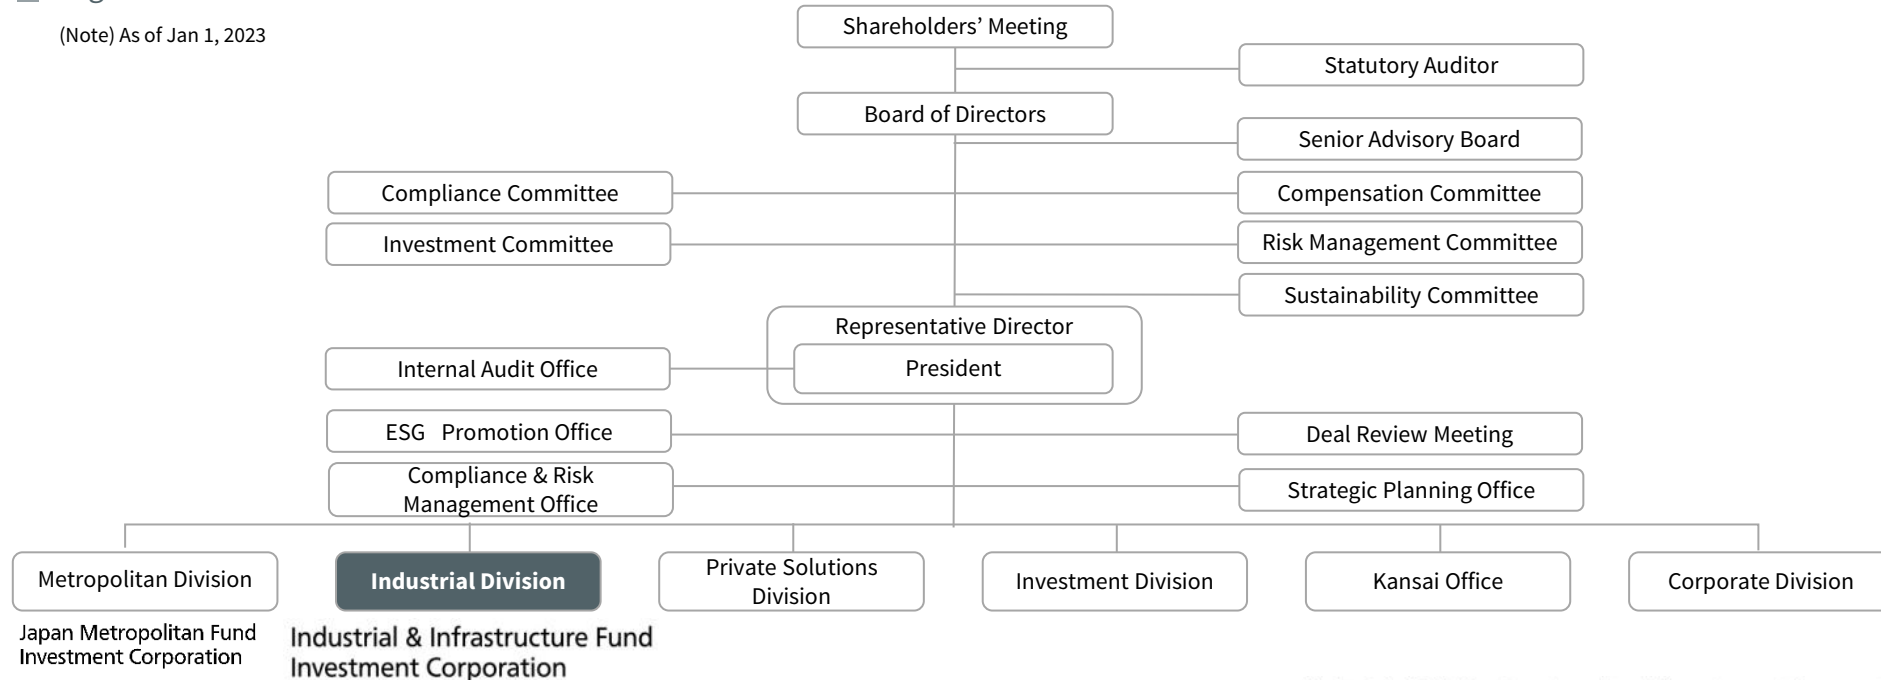 (Note) As of Jan 1, 2023
Shareholders’ Meeting
Statutory Auditor
Board of Directors
Senior Advisory Board
Compliance Committee
Compensation Committee
Investment Committee
Risk Management Committee
Sustainability Committee
Representative Director
Internal Audit Office
President
ESG Promotion Office
Deal Review Meeting
Compliance & Risk
Management Office
Strategic Planning Office
Metropolitan Division
Industrial Division
Private Solutions
Division
Investment Division
Kansai Office
Corporate Division
Japan Metropolitan Fund
Investment Corporation
Industrial & Infrastructure Fund
Investment Corporation